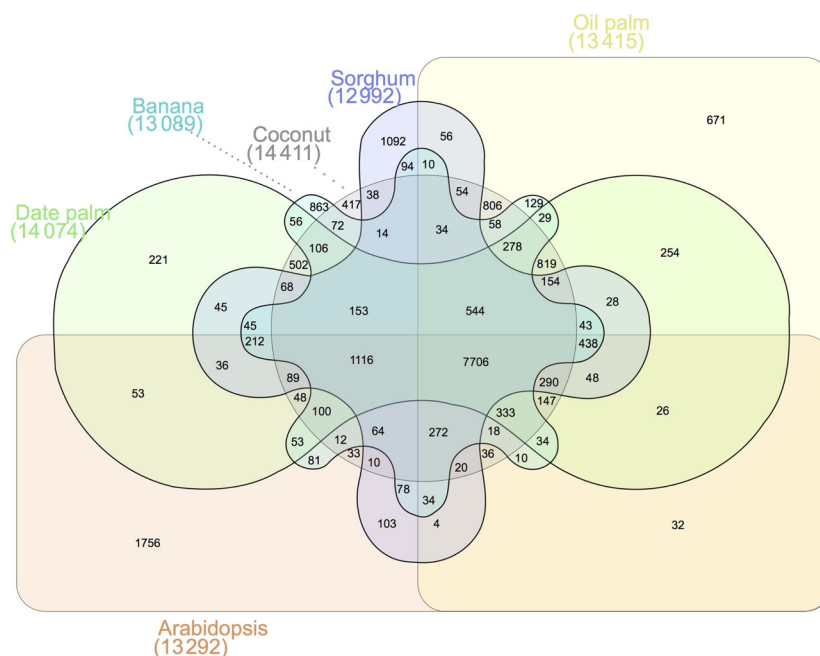 Oil palm
(13 415)
Sorghum
(12 992)
Banana
(13 089)
Coconut
(14 411)
Date palm
(14 074)
671
1092 56
94 10
863 417 38 54 806 129
56 72 14 34 58 29
106 278
221 502 819 254
68 154
45 28
45 153 544 43
212 438
36 1116 7706 48
89 290
53 48 147 26
100 333
64 272 18 34
53 12
81 33 10 20 36 10
78 34
103 4
1756 32
Arabidopsis
(13 292)